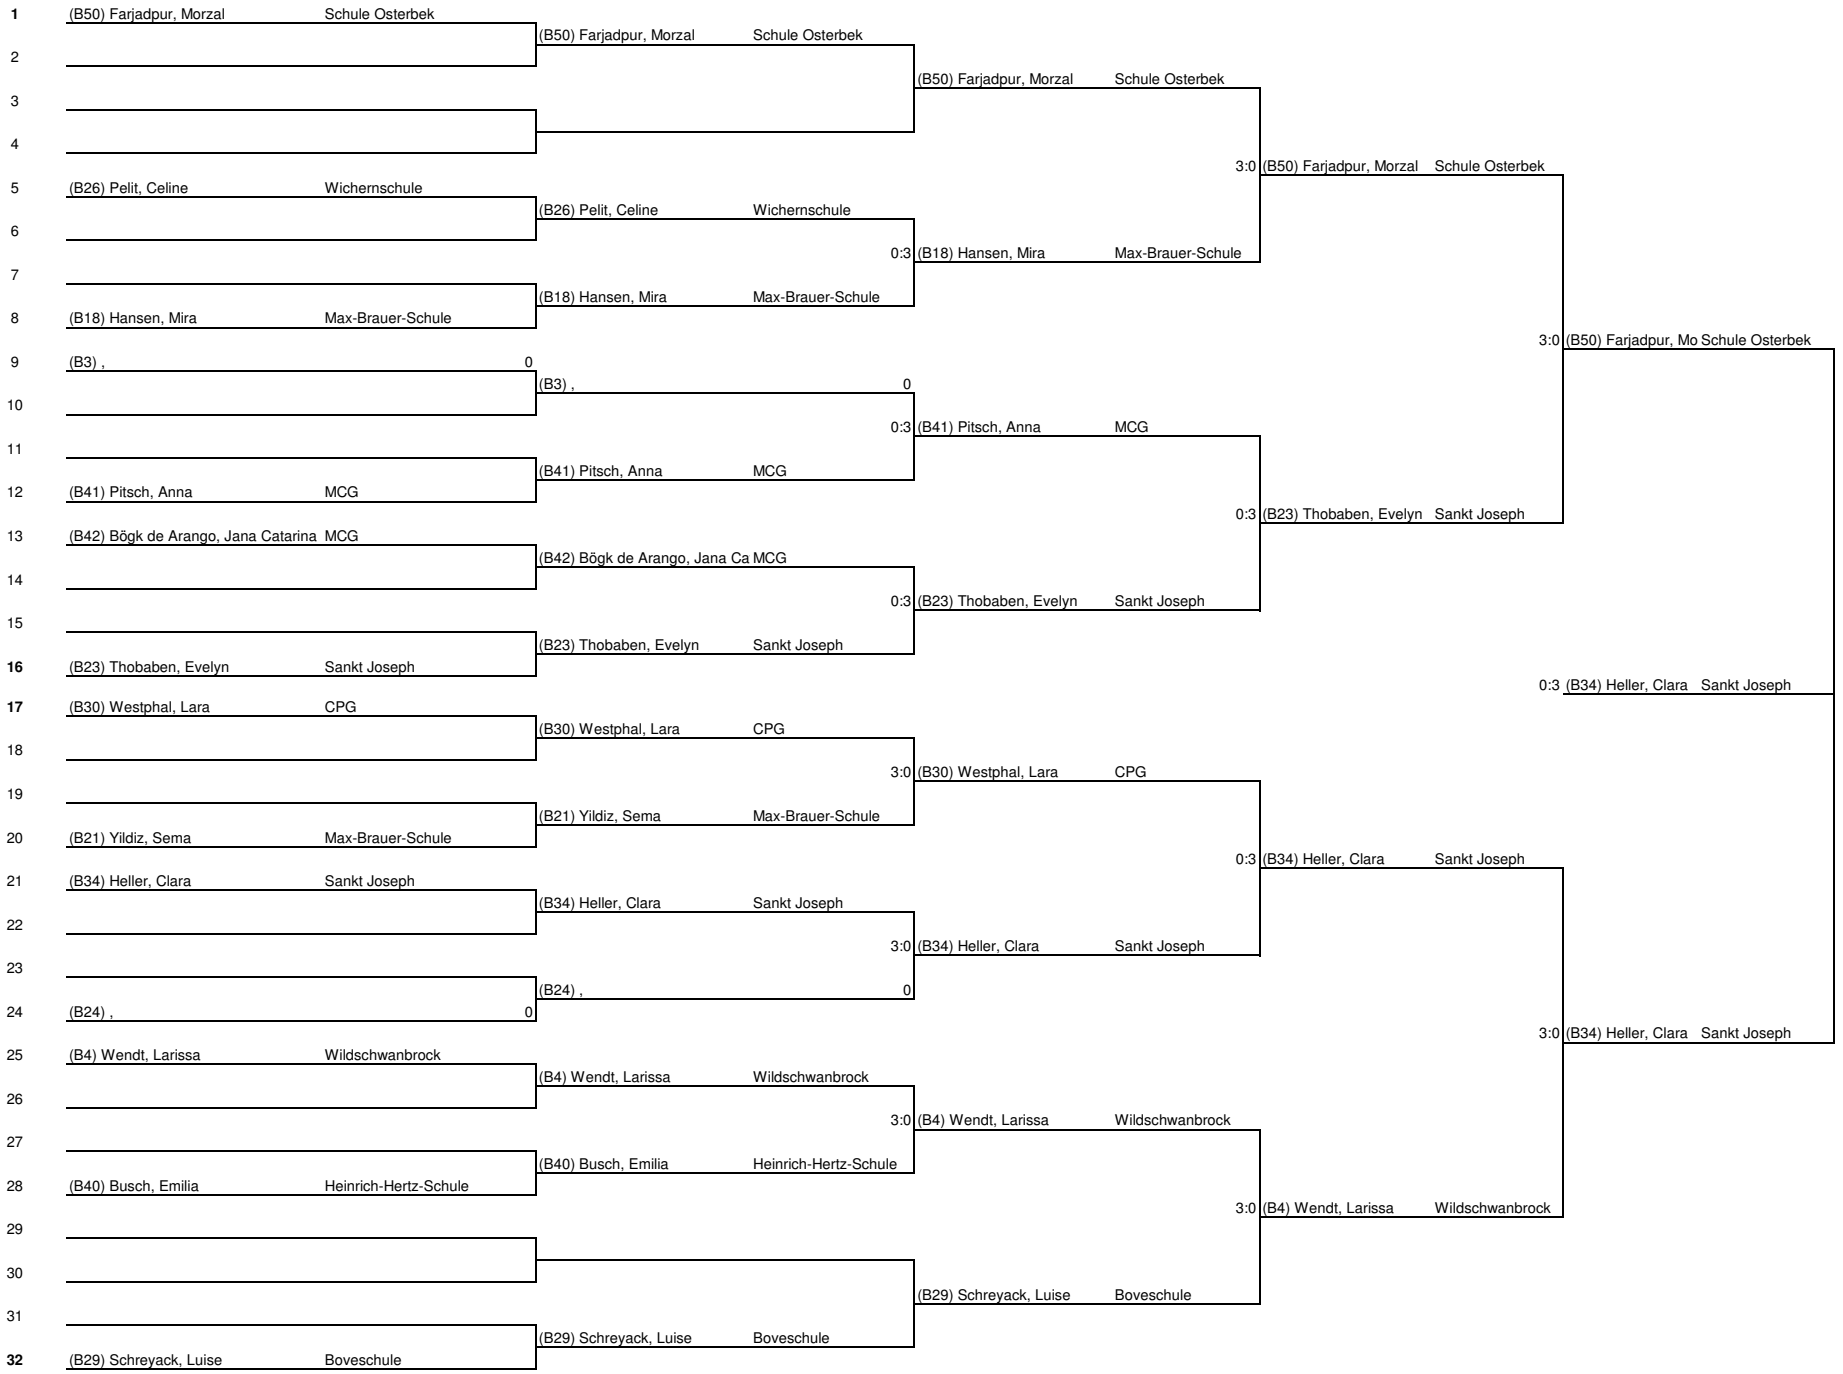 1 (B50) Farjadpur, Morzal Schule Osterbek
(B50) Farjadpur, Morzal Schule Osterbek
2
(B50) Farjadpur, Morzal Schule Osterbek
3
4
3:0 (B50) Farjadpur, Morzal Schule Osterbek
5 (B26) Pelit, Celine Wichernschule
(B26) Pelit, Celine Wichernschule
6
0:3 (B18) Hansen, Mira Max-Brauer-Schule
7
(B18) Hansen, Mira Max-Brauer-Schule
8 (B18) Hansen, Mira Max-Brauer-Schule
3:0 (B50) Farjadpur, Mo Schule Osterbek
9 (B3) , 0
(B3) , 0
10
0:3 (B41) Pitsch, Anna MCG
11
(B41) Pitsch, Anna MCG
12 (B41) Pitsch, Anna MCG
0:3 (B23) Thobaben, Evelyn Sankt Joseph
13 (B42) Bögk de Arango, Jana Catarina MCG
(B42) Bögk de Arango, Jana Ca MCG
14
0:3 (B23) Thobaben, Evelyn Sankt Joseph
15
(B23) Thobaben, Evelyn Sankt Joseph
16 (B23) Thobaben, Evelyn Sankt Joseph
0:3 (B34) Heller, Clara Sankt Joseph
17 (B30) Westphal, Lara CPG
(B30) Westphal, Lara CPG
18
3:0 (B30) Westphal, Lara CPG
19
(B21) Yildiz, Sema Max-Brauer-Schule
20 (B21) Yildiz, Sema Max-Brauer-Schule
0:3 (B34) Heller, Clara Sankt Joseph
21 (B34) Heller, Clara Sankt Joseph
(B34) Heller, Clara Sankt Joseph
22
3:0 (B34) Heller, Clara Sankt Joseph
23
(B24) , 0
24 (B24) , 0
3:0 (B34) Heller, Clara Sankt Joseph
25 (B4) Wendt, Larissa Wildschwanbrock
(B4) Wendt, Larissa Wildschwanbrock
26
3:0 (B4) Wendt, Larissa Wildschwanbrock
27
(B40) Busch, Emilia Heinrich-Hertz-Schule
28 (B40) Busch, Emilia Heinrich-Hertz-Schule
3:0 (B4) Wendt, Larissa Wildschwanbrock
29
30
(B29) Schreyack, Luise Boveschule
31
(B29) Schreyack, Luise Boveschule
32 (B29) Schreyack, Luise Boveschule